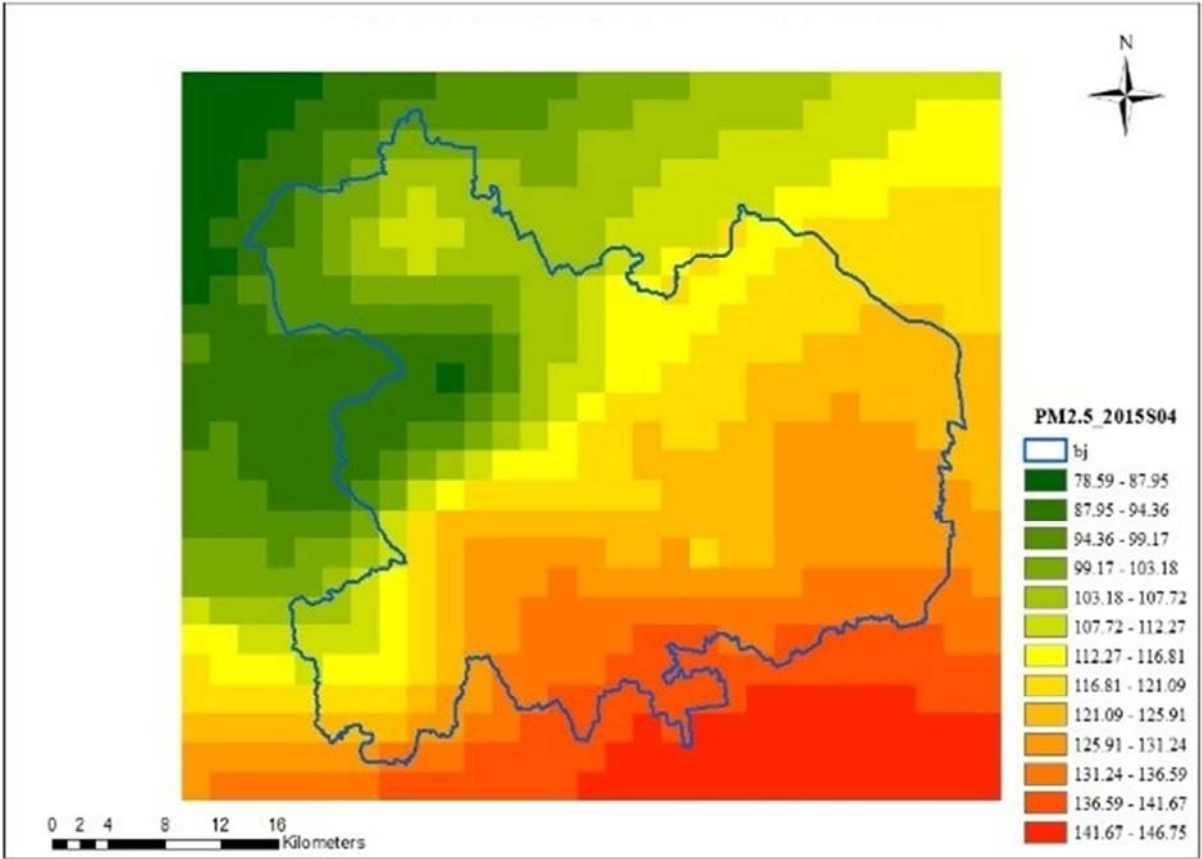 N
PM2.5_2015S04
bj
78.59 - 87.95
87.95 - 94.36
94.36 - 99.17
99.17 - 103.18
103.18 - 107.72
107.72 - 112.27
112.27 - 116.81
116.81 - 121.09
121.09 - 125.91
125.91 - 131.24
131.24 - 136.59
136.59 - 141.67
141.67 - 146.75
0 2 4 8 12 16
Kilometers